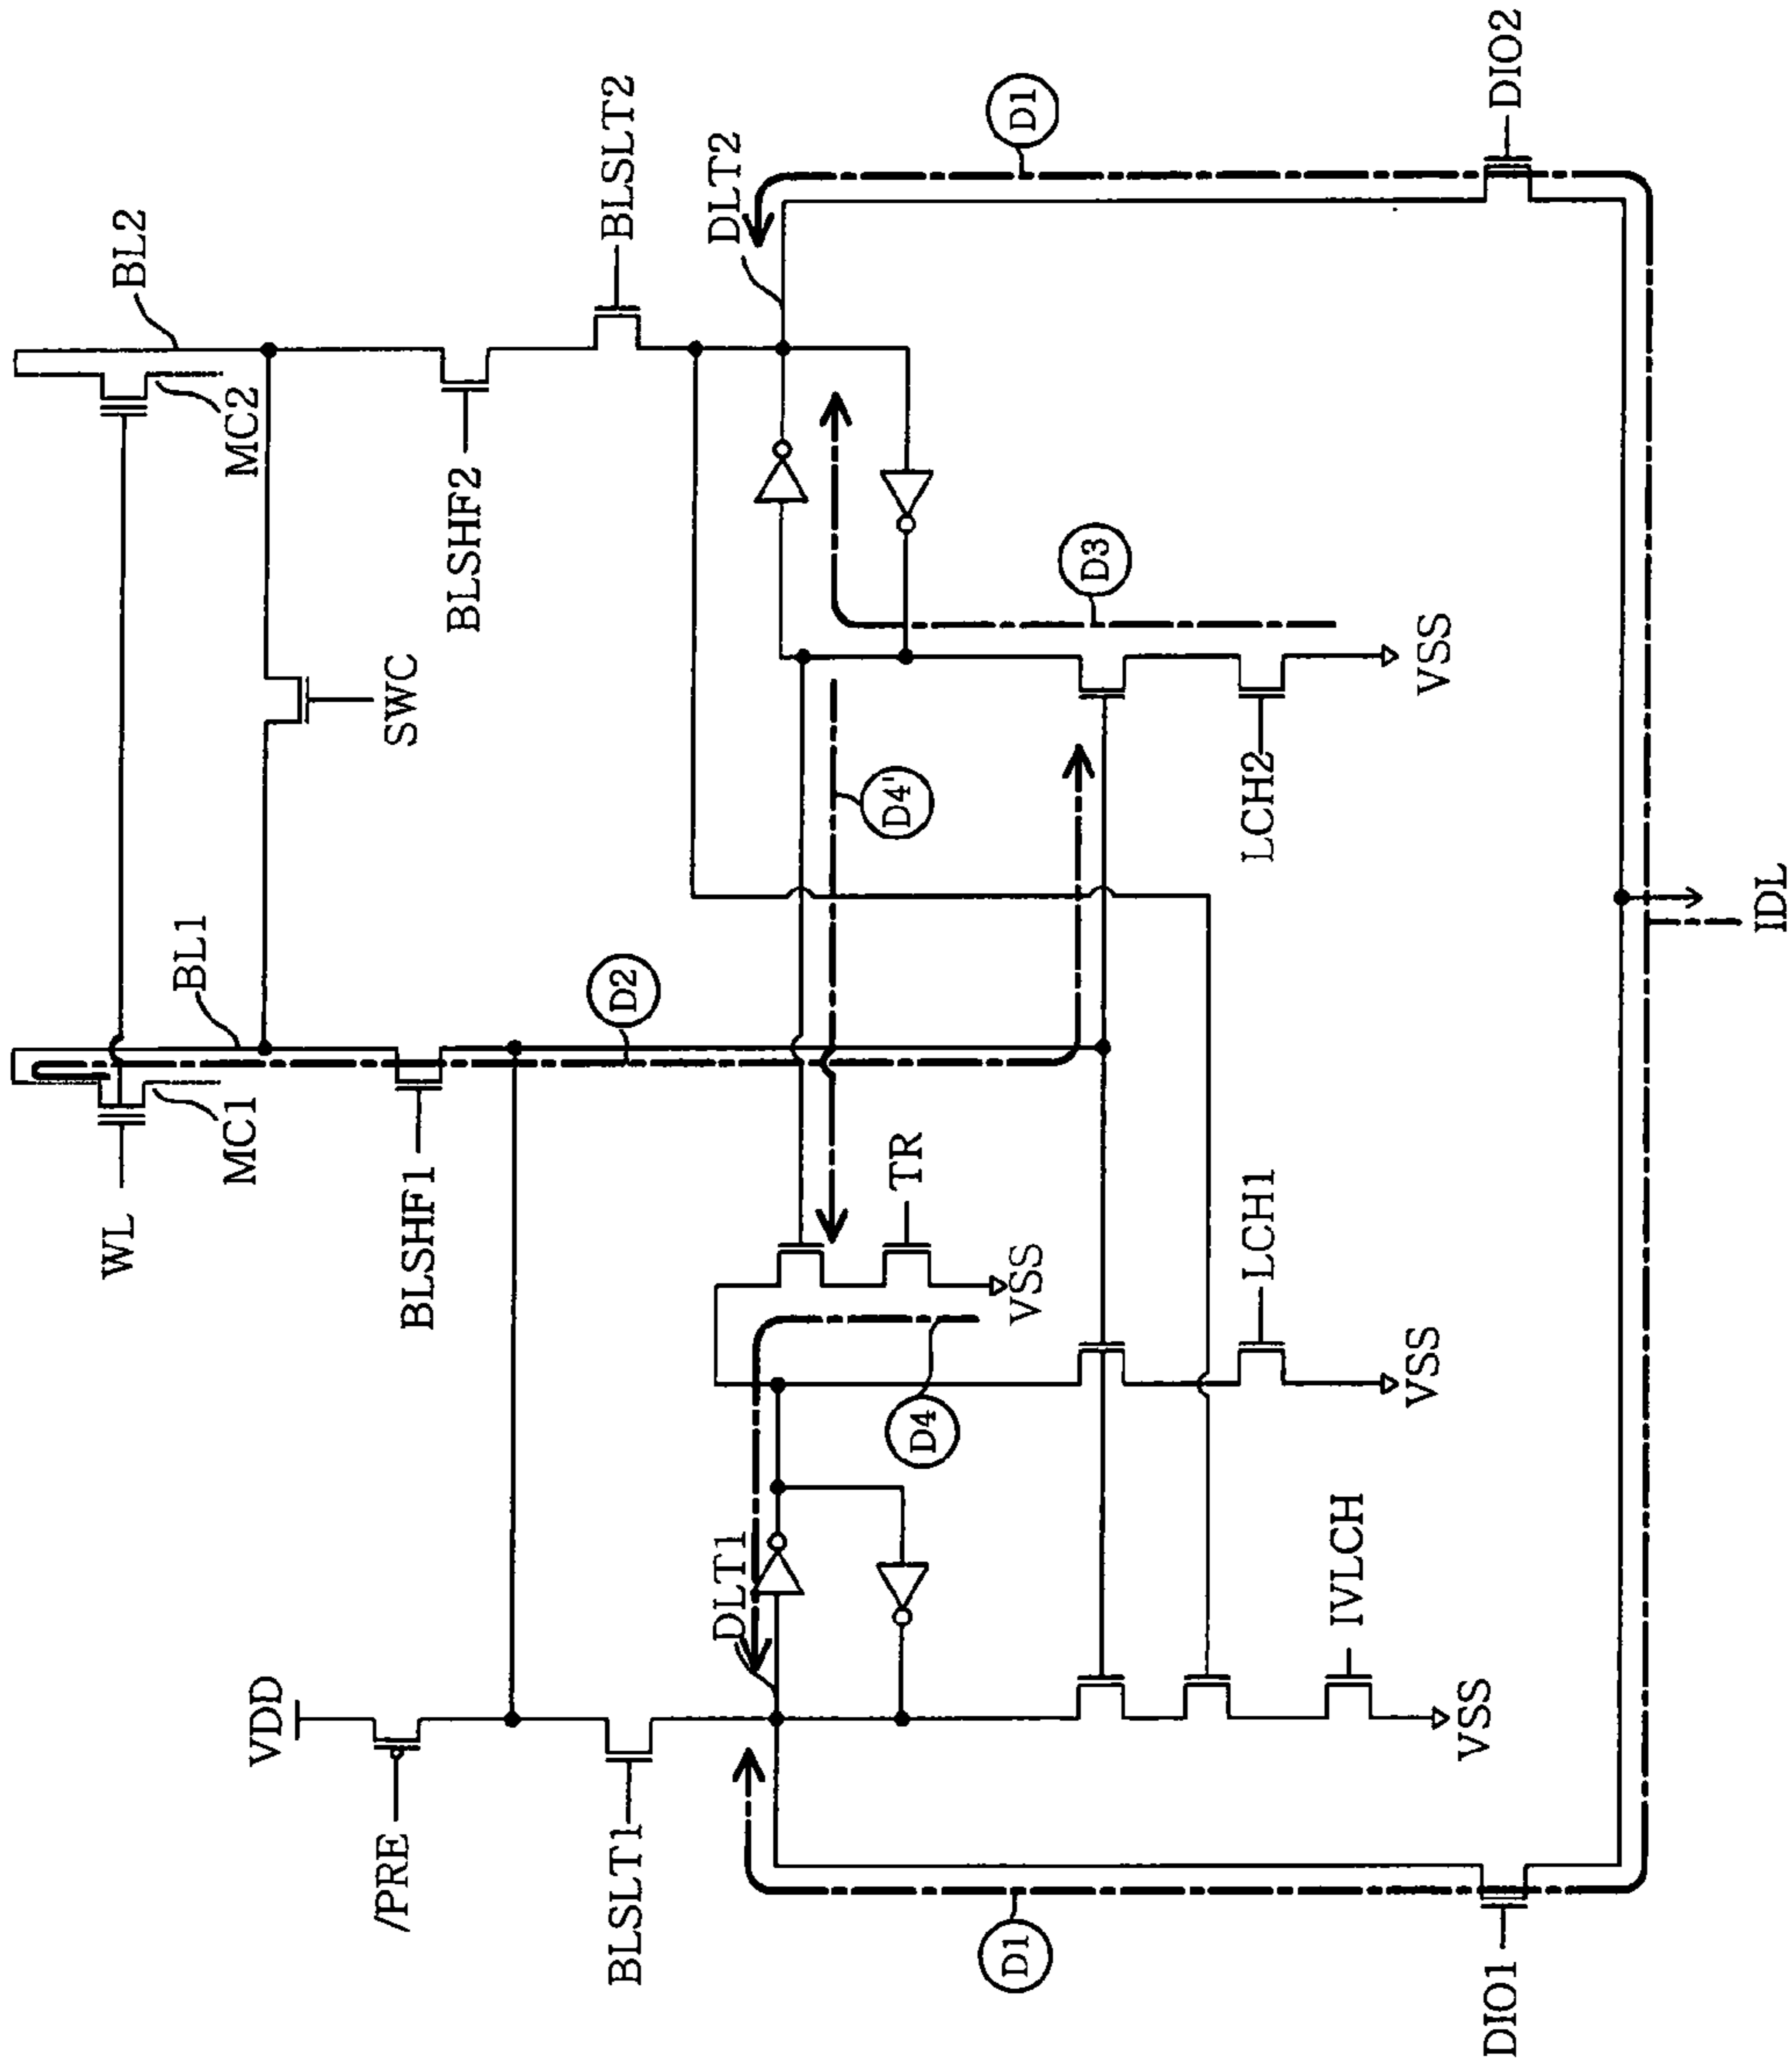 WL
MC1
BL1
MC2
BL2
SWC
VDD
/PRE
BLSHF1
D2
BLSHF2
BLSLT2
BLSLT1
DLT1
TR
VSS
D4
D4'
DLT2
D1
D3
D1
LCH1
VSS
LCH2
VSS
IVLCH
VSS
DIO1
DIO2
IDL